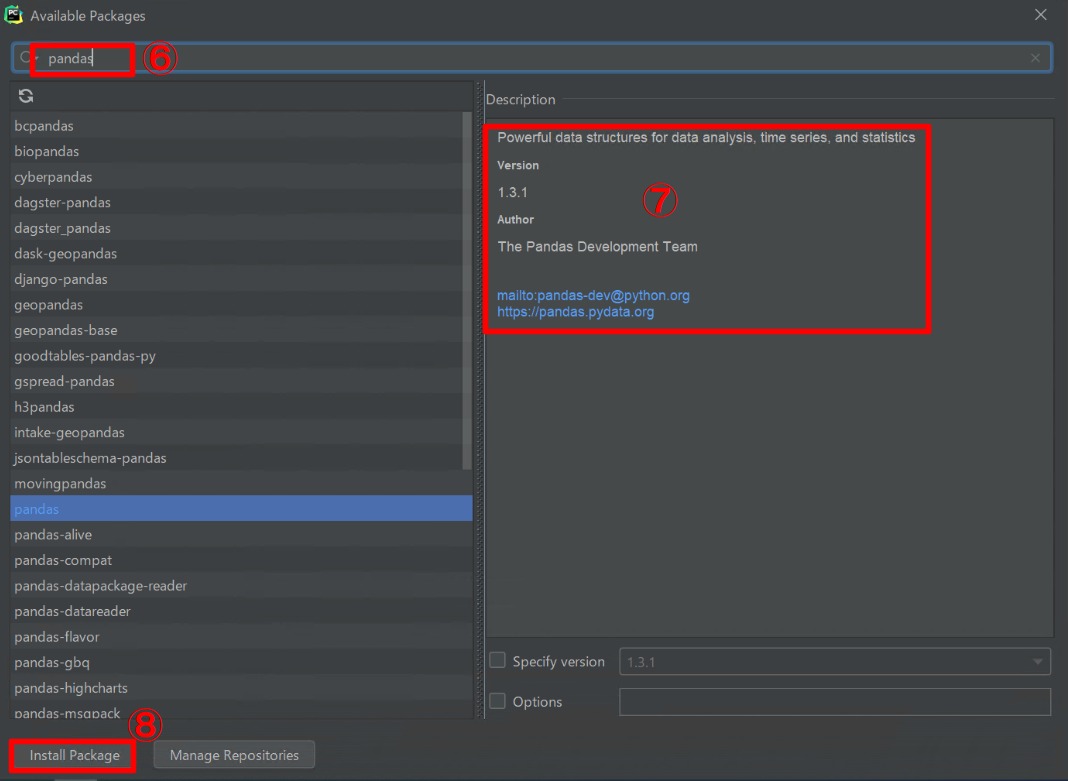 PC
Available Packages
pandas
⑥
bcpandas
biopandas
cyberpandas
dagster-pandas
dagster_pandas
dask-geopandas
django-pandas
geopandas
geopandas-base
goodtables-pandas-py
gspread-pandas
h3pandas
intake-geopandas
jsontableschema-pandas
movingpandas
pandas
pandas-alive
pandas-compat
pandas-datapackage-reader
pandas-datareader
pandas-flavor
pandas-gbq
pandas-highcharts
pandas-msgpack
Description
Powerful data structures for data analysis, time series, and statistics
Version
1.3.1
⑦
Author
The Pandas Development Team
mailto:pandas-dev@python.org
https://pandas.pydata.org
Specify version
1.3.1
Options
⑧
Install Package
Manage Repositories